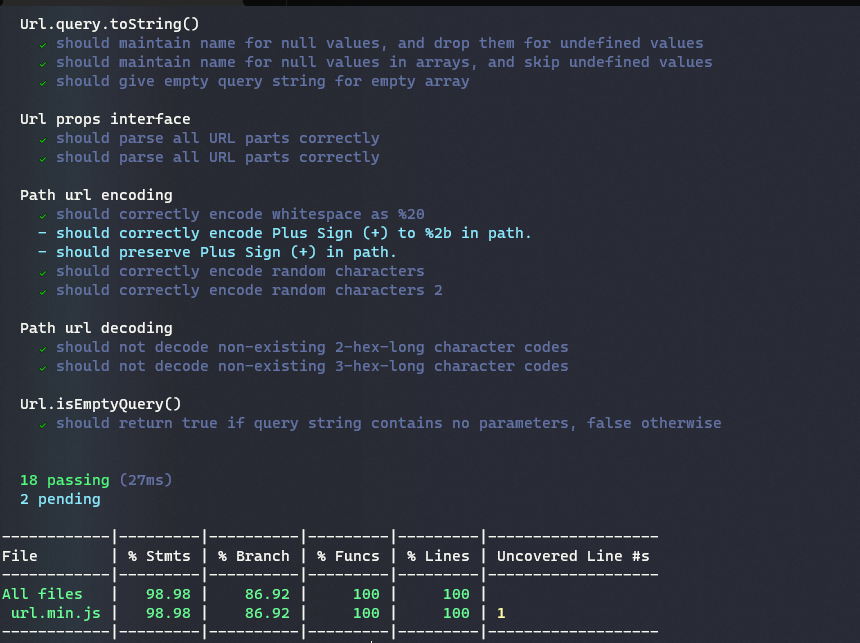 Url.query.toString()
✓ should maintain name for null values, and drop them for undefined values
✓ should maintain name for null values in arrays, and skip undefined values
✓ should give empty query string for empty array
Url props interface
✓ should parse all URL parts correctly
✓ should parse all URL parts correctly
Path url encoding
✓ should correctly encode whitespace as %20
- should correctly encode Plus Sign (+) to %2b in path.
- should preserve Plus Sign (+) in path.
✓ should correctly encode random characters
✓ should correctly encode random characters 2
Path url decoding
✓ should not decode non-existing 2-hex-long character codes
✓ should not decode non-existing 3-hex-long character codes
Url.isEmptyQuery()
✓ should return true if query string contains no parameters, false otherwise
18 passing (27ms)
2 pending
------------|---------|----------|---------|---------|-------------------
File        | % Stmts | % Branch | % Funcs | % Lines | Uncovered Line #s
------------|---------|----------|---------|---------|-------------------
All files   |   98.98 |    86.92 |     100 |     100 |
 url.min.js |   98.98 |    86.92 |     100 |     100 | 1
------------|---------|----------|---------|---------|-------------------